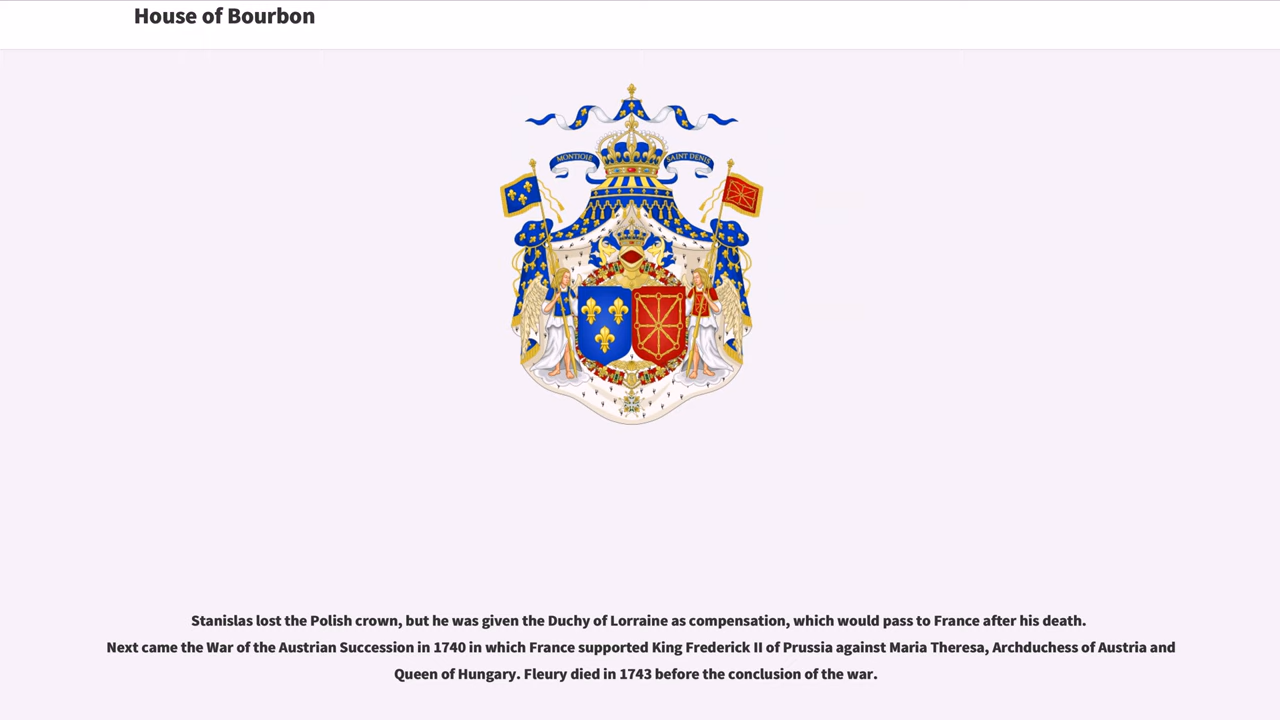 House of Bourbon
MONTJOIE
SAINT DENIS
Stanislas lost the Polish crown, but he was given the Duchy of Lorraine as compensation, which would pass to France after his death.
Next came the War of the Austrian Succession in 1740 in which France supported King Frederick II of Prussia against Maria Theresa, Archduchess of Austria and
Queen of Hungary. Fleury died in 1743 before the conclusion of the war.